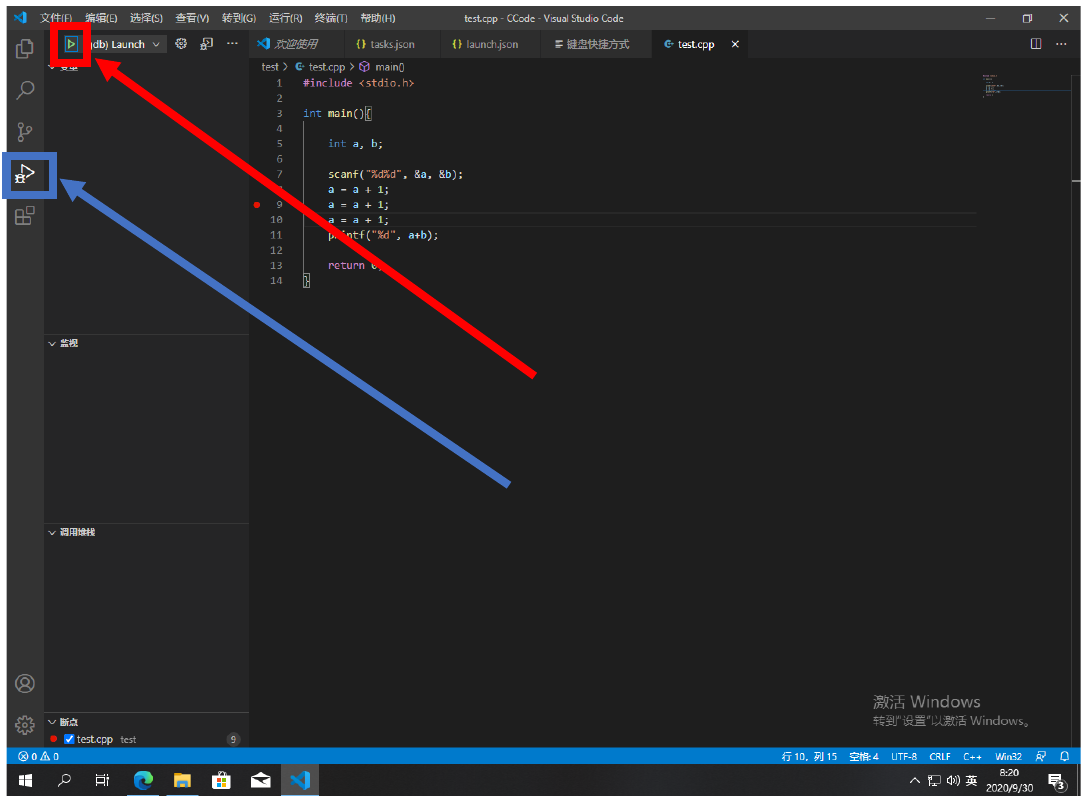 文件(F) 编辑(E) 选择(S) 查看(V) 转到(G) 运行(R) 终端(T) 帮助(H) test.cpp - CCode - Visual Studio Code
db) Launch 欢迎使用 tasks.json launch.json 键盘快捷方式 test.cpp
变量
test > test.cpp > main()
1 #include <stdio.h>
2
3 int main(){
4
5 int a, b;
6
7 scanf("%d%d", &a, &b);
a = a + 1;
9 a = a + 1;
10 a = a + 1;
11 printf("%d", a+b);
12
13 return 0;
14 }
监视
调用堆栈
激活 Windows
转到"设置"以激活 Windows。
断点
test.cpp test 9
0 0 行 10，列 15 空格: 4 UTF-8 CRLF C++ Win32
英 8:20
2020/9/30 3